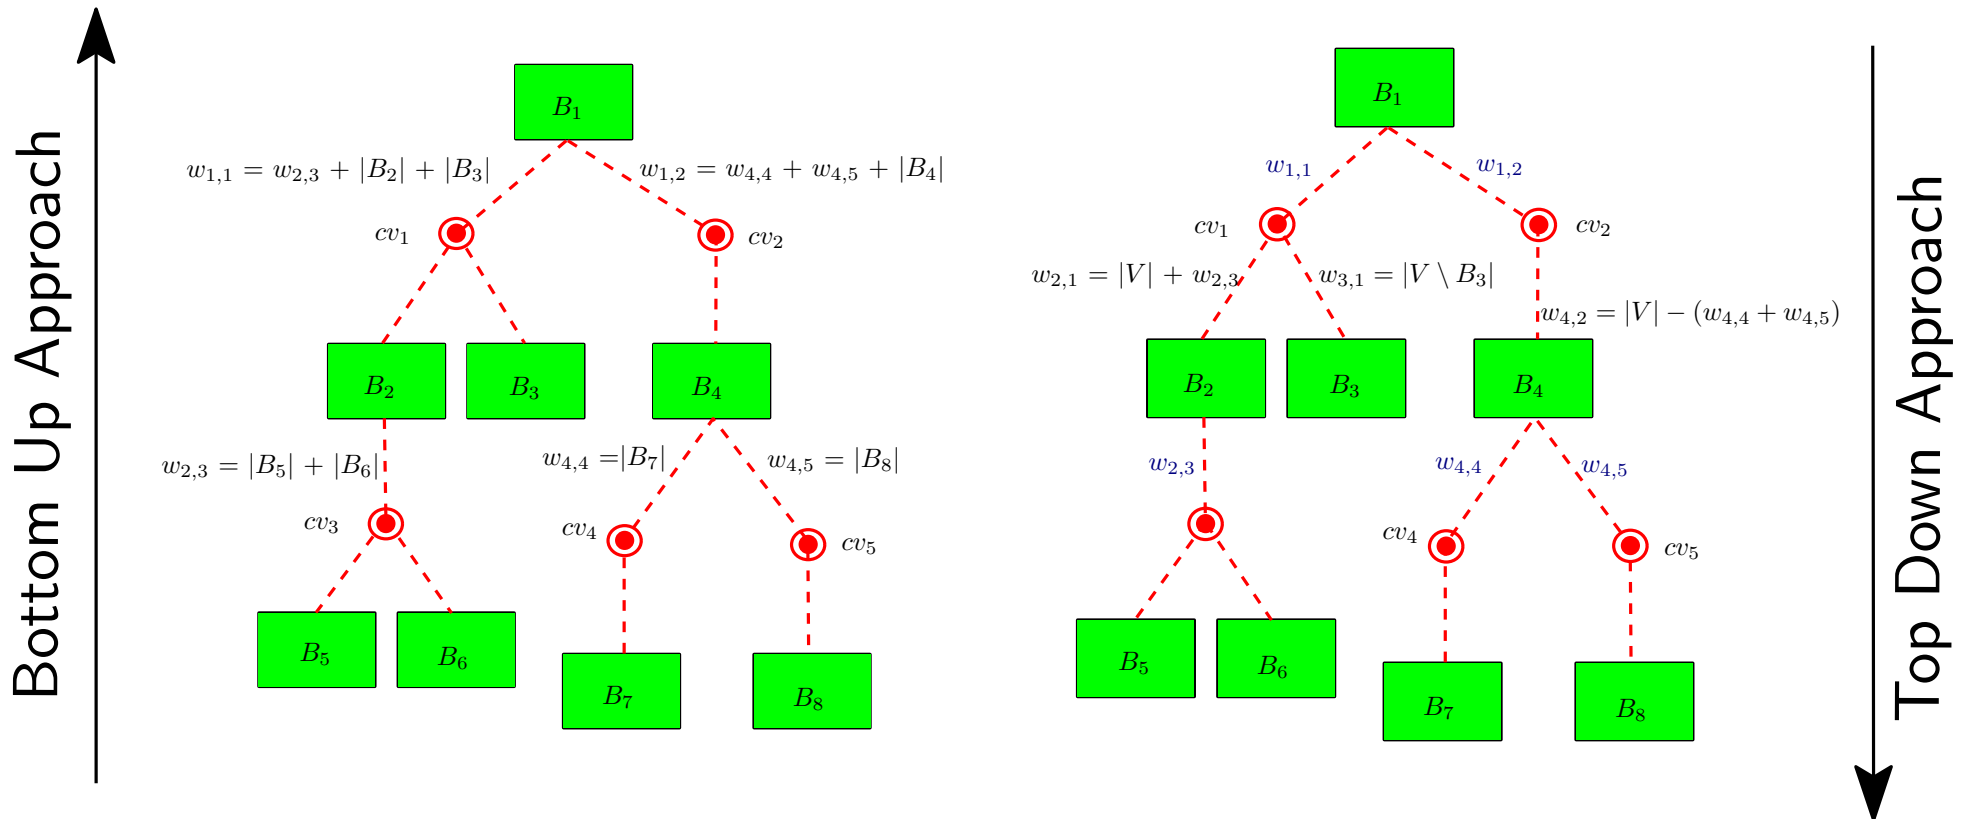 Bottom Up Approach
B₁
w₁,₁ = w₂,₃ + |B₂| + |B₃|
w₁,₂ = w₄,₄ + w₄,₅ + |B₄|
cv₁
cv₂
B₂
B₃
B₄
w₂,₃ = |B₅| + |B₆|
w₄,₄ =|B₇|
w₄,₅ = |B₈|
cv₃
cv₄
cv₅
B₅
B₆
B₇
B₈
B₁
w₁,₁
w₁,₂
cv₁
cv₂
w₂,₁ = |V| + w₂,₃
w₃,₁ = |V \ B₃|
w₄,₂ = |V| − (w₄,₄ + w₄,₅)
B₂
B₃
B₄
w₂,₃
w₄,₄
w₄,₅
cv₄
cv₅
B₅
B₆
B₇
B₈
Top Down Approach